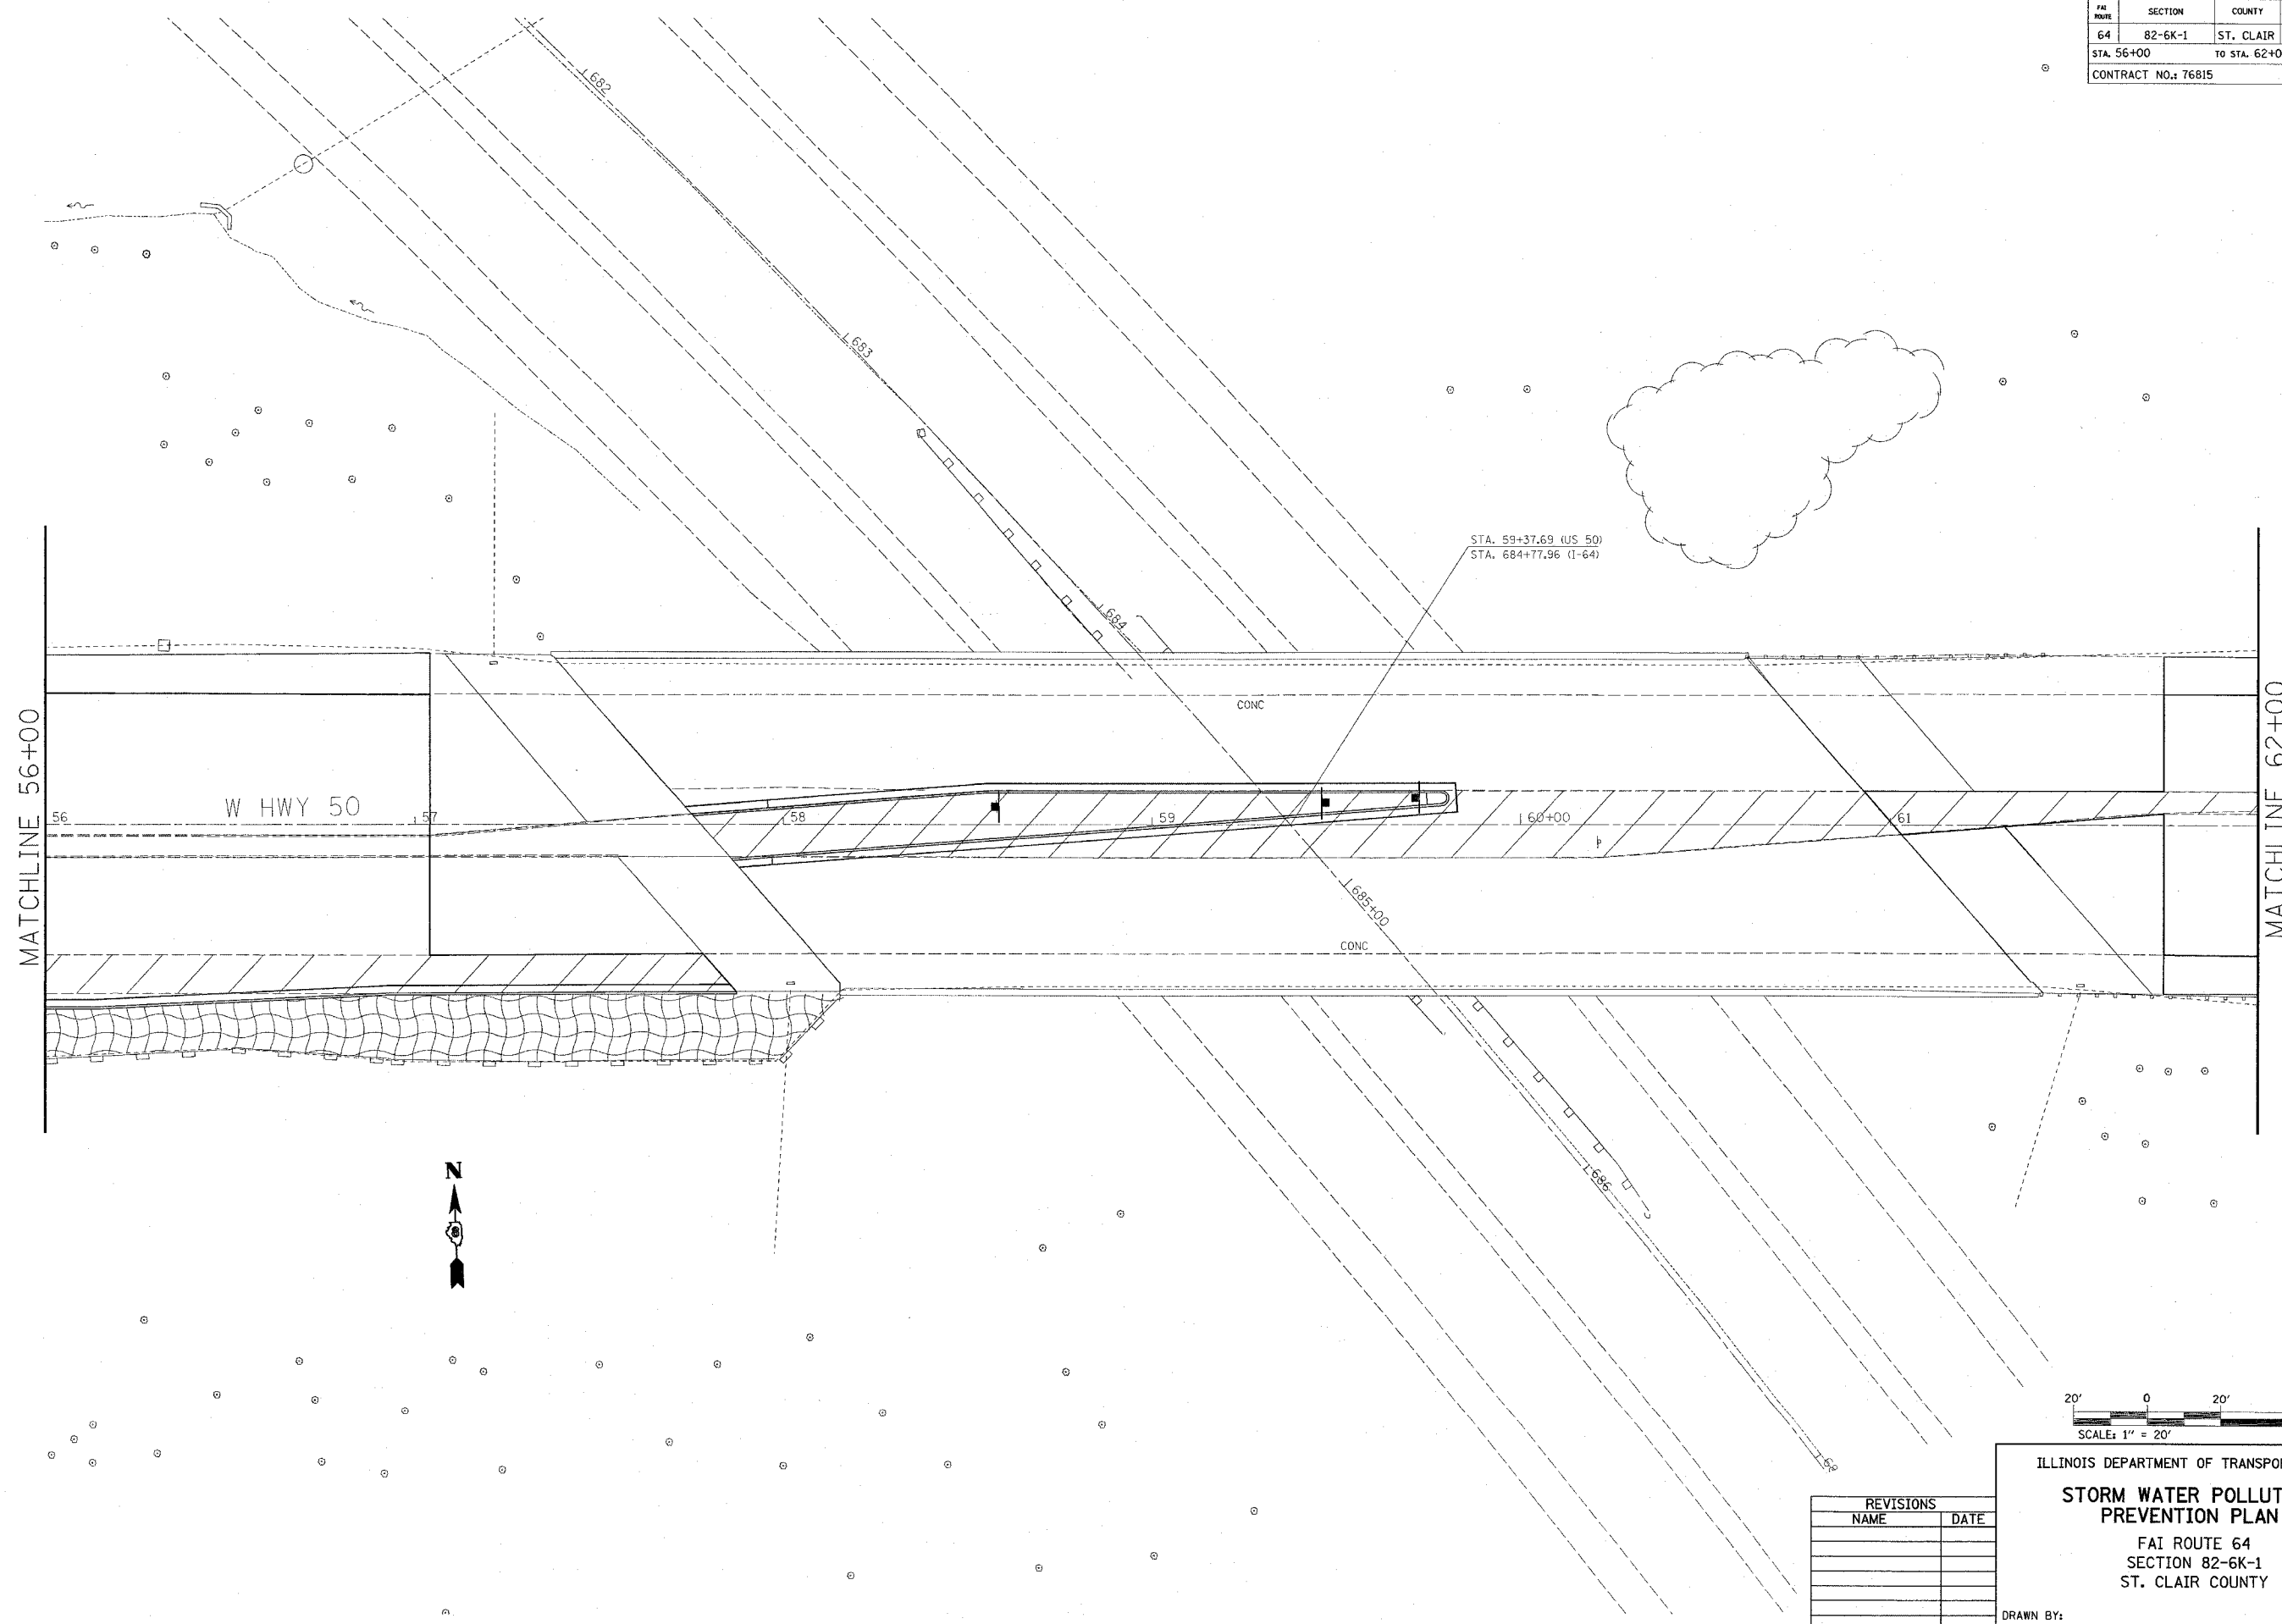 FAI ROUTE SECTION COUNTY
64 82-6K-1 ST. CLAIR
STA. 56+00 TO STA. 62+0
CONTRACT NO.: 76815
682
683
STA. 59+37.69 (US 50)
STA. 684+77.96 (I-64)
684
CONC
MATCHLINE 56+00
MATCHLINE 62+00
W HWY 50
56
57
58
59
60+00
61
685+00
CONC
686
N
68
20' 0 20'
SCALE: 1" = 20'
ILLINOIS DEPARTMENT OF TRANSPO
STORM WATER POLLUT
PREVENTION PLAN
FAI ROUTE 64
SECTION 82-6K-1
ST. CLAIR COUNTY
REVISIONS
NAME DATE
DRAWN BY: